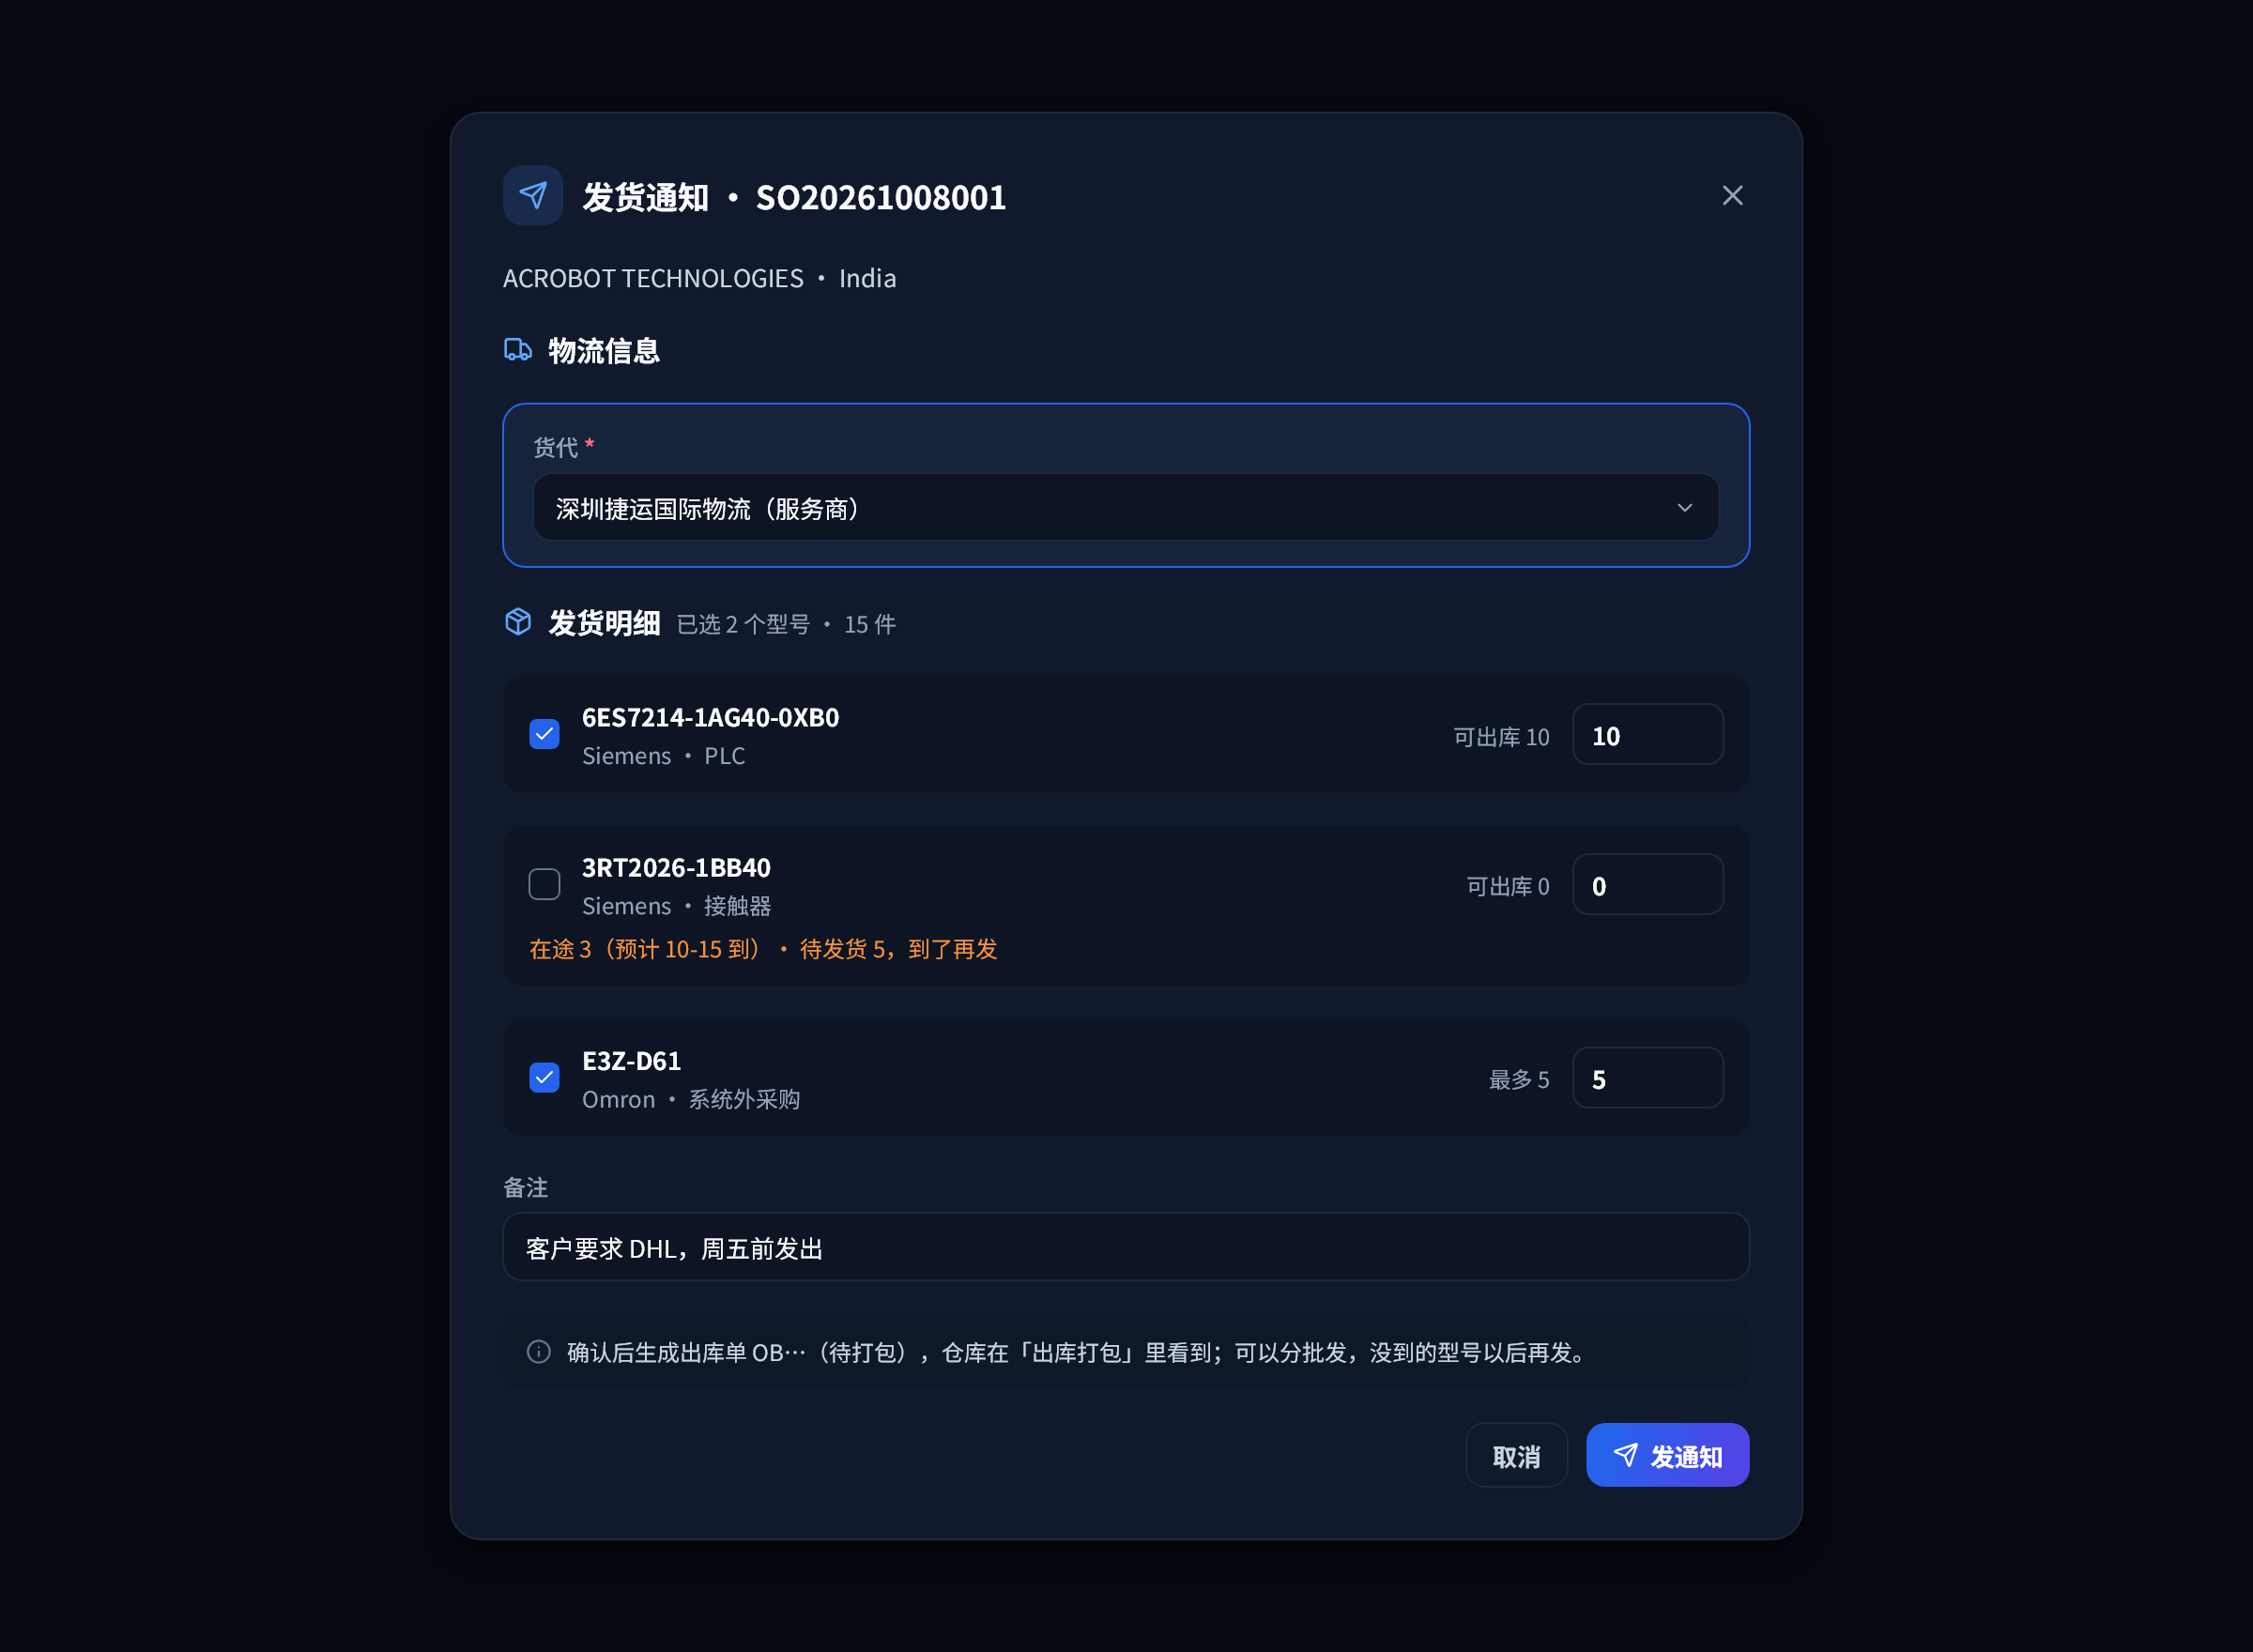 发货通知 · SO20261008001
ACROBOT TECHNOLOGIES · India
物流信息
货代 *
深圳捷运国际物流（服务商）
发货明细 已选 2 个型号 · 15 件
6ES7214-1AG40-0XB0
Siemens · PLC
可出库 10
10
3RT2026-1BB40
Siemens · 接触器
可出库 0
0
在途 3（预计 10-15 到）· 待发货 5，到了再发
E3Z-D61
Omron · 系统外采购
最多 5
5
备注
客户要求 DHL，周五前发出
确认后生成出库单 OB…（待打包），仓库在「出库打包」里看到；可以分批发，没到的型号以后再发。
取消
发通知